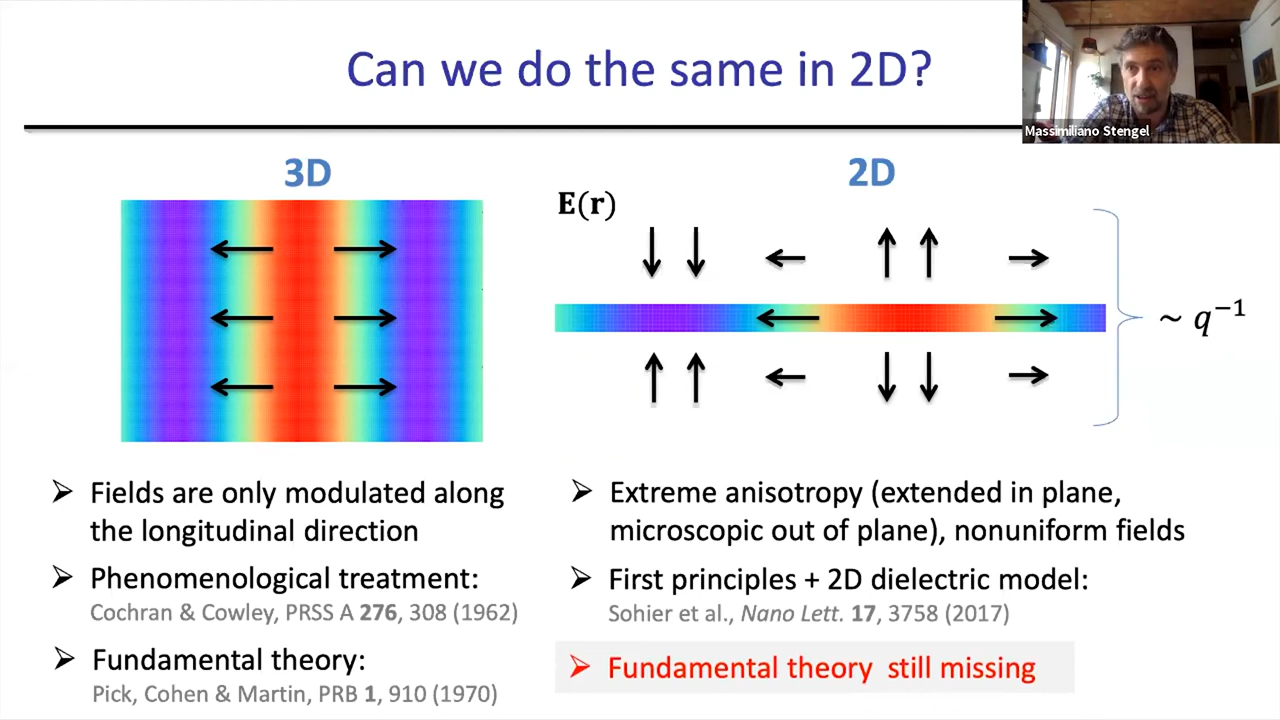 Can we do the same in 2D?
Massimiliano Stengel
3D
2D
E(r)
~ q⁻¹
➢ Fields are only modulated along
the longitudinal direction
➢ Phenomenological treatment:
Cochran & Cowley, PRSS A 276, 308 (1962)
➢ Fundamental theory:
Pick, Cohen & Martin, PRB 1, 910 (1970)
➢ Extreme anisotropy (extended in plane,
microscopic out of plane), nonuniform fields
➢ First principles + 2D dielectric model:
Sohier et al., Nano Lett. 17, 3758 (2017)
➢ Fundamental theory still missing